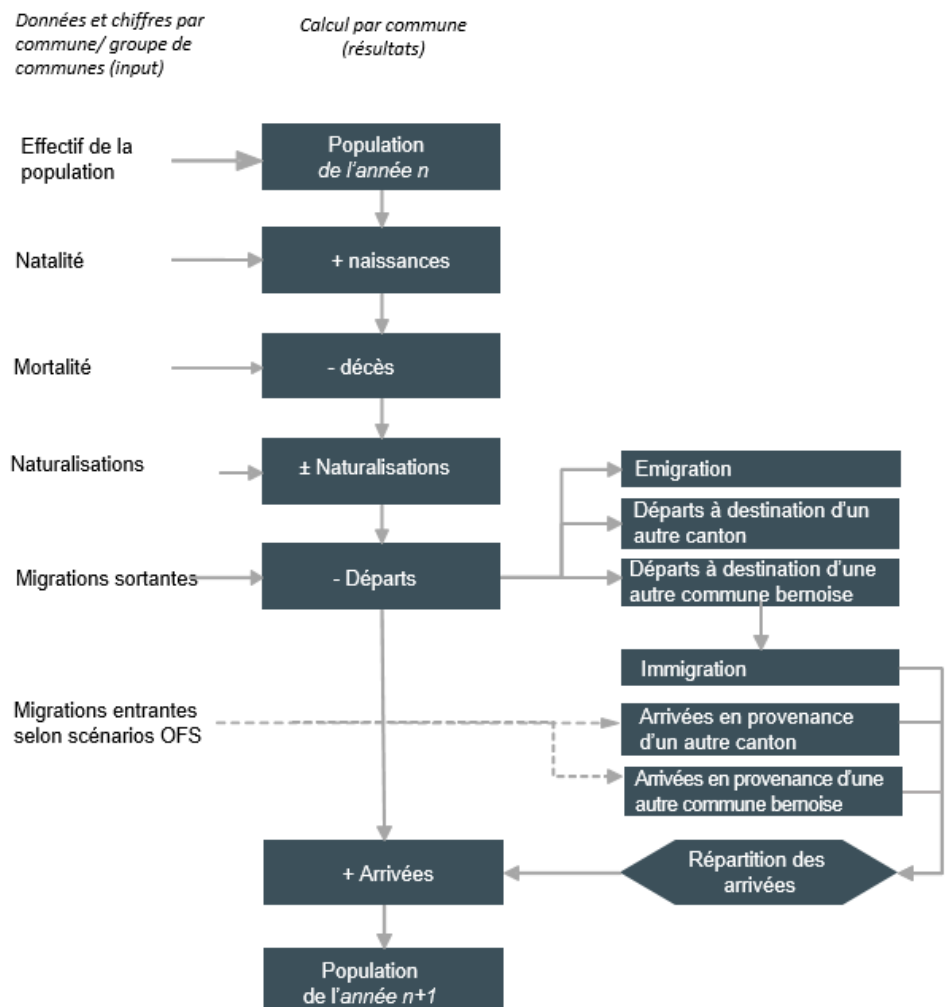 Données et chiffres par
commune/ groupe de
communes (input)
Calcul par commune
(résultats)
Effectif de la
population
Population
de l'année n
Natalité
+ naissances
Mortalité
- décès
Naturalisations
± Naturalisations
Emigration
Départs à destination d'un
autre canton
Migrations sortantes
- Départs
Départs à destination d'une
autre commune bernoise
Immigration
Migrations entrantes
selon scénarios OFS
Arrivées en provenance
d'un autre canton
Arrivées en provenance d'une
autre commune bernoise
+ Arrivées
Répartition des
arrivées
Population
de l'année n+1